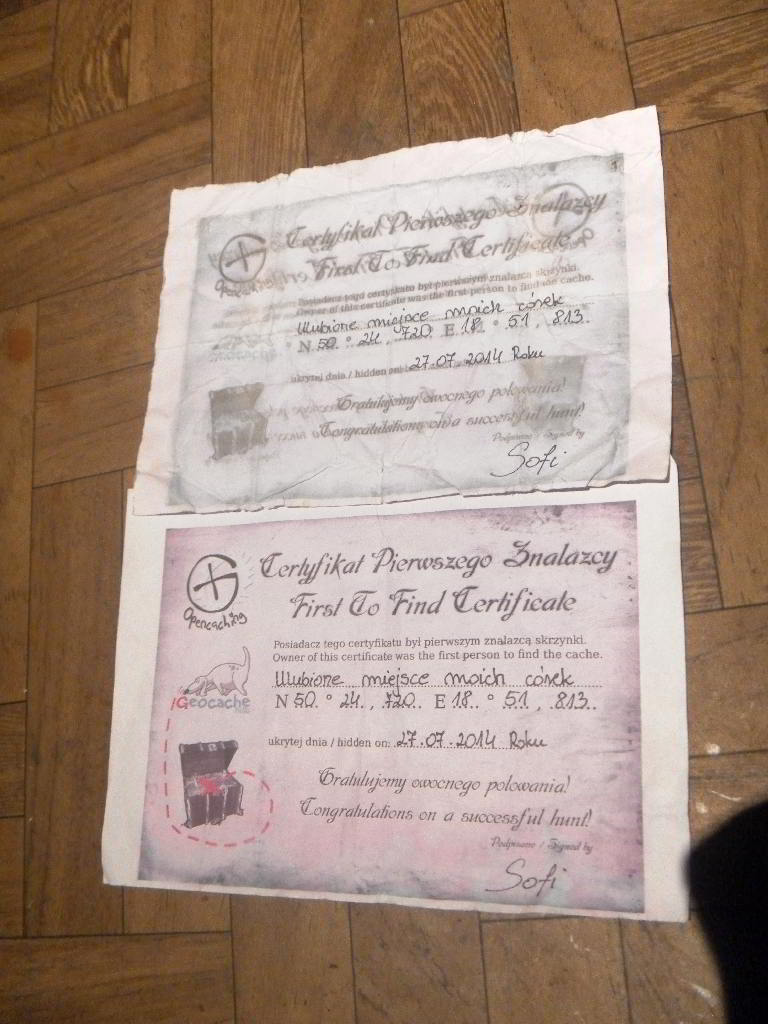 Certyfikat Pierwszego Znalazcy
First To Find Certificate
Opencaching
Posiadacz tego certyfikatu był pierwszym znalazcą skrzynki.
Owner of this certificate was the first person to find the cache.
Ulubione miejsce moich córek
N 50 ° 24 , 720 E 18 ° 51 , 813
ukrytej dnia / hidden on: 27.07.2014 Roku
Gratulujemy owocnego polowania!
Congratulations on a successful hunt!
Podpisano / Signed by
Sofi
Certyfikat Pierwszego Znalazcy
First To Find Certificate
Opencaching
Posiadacz tego certyfikatu był pierwszym znalazcą skrzynki.
Owner of this certificate was the first person to find the cache.
Ulubione miejsce moich córek
Geocache
N 50 ° 24 , 720 E 18 ° 51 , 813
ukrytej dnia / hidden on: 27.07.2014 Roku
Gratulujemy owocnego polowania!
Congratulations on a successful hunt!
Podpisano / Signed by
Sofi